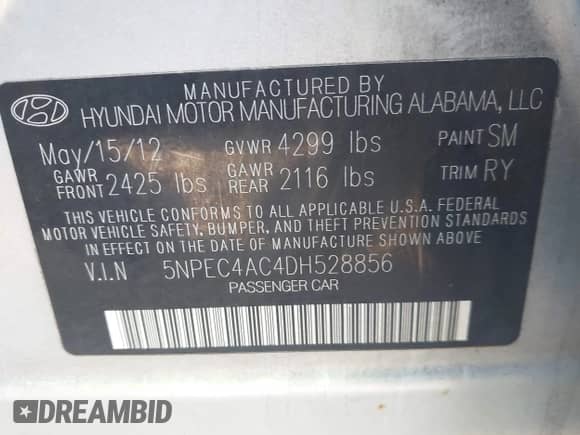 MANUFACTURED BY
HYUNDAI MOTOR MANUFACTURING ALABAMA, LLC
May/15/12 GVWR 4299 lbs PAINT SM
GAWR FRONT 2425 lbs GAWR REAR 2116 lbs TRIM RY
THIS VEHICLE CONFORMS TO ALL APPLICABLE U.S.A. FEDERAL
MOTOR VEHICLE SAFETY, BUMPER, AND THEFT PREVENTION STANDARDS
IN EFFECT ON THE DATE OF MANUFACTURE SHOWN ABOVE
V.I.N 5NPEC4AC4DH528856
PASSENGER CAR
DREAMBID